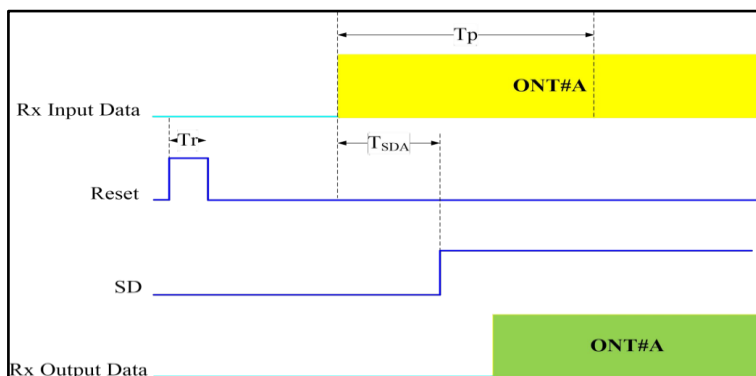 Tp
ONT#A
Rx Input Data
Tr
TSDA
Reset
SD
ONT#A
Rx Output Data